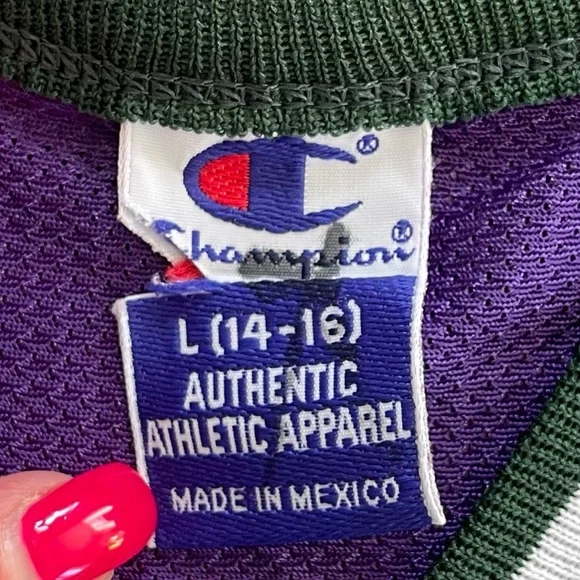 ®
Champion®
L (14-16)
AUTHENTIC
ATHLETIC APPAREL
MADE IN MEXICO